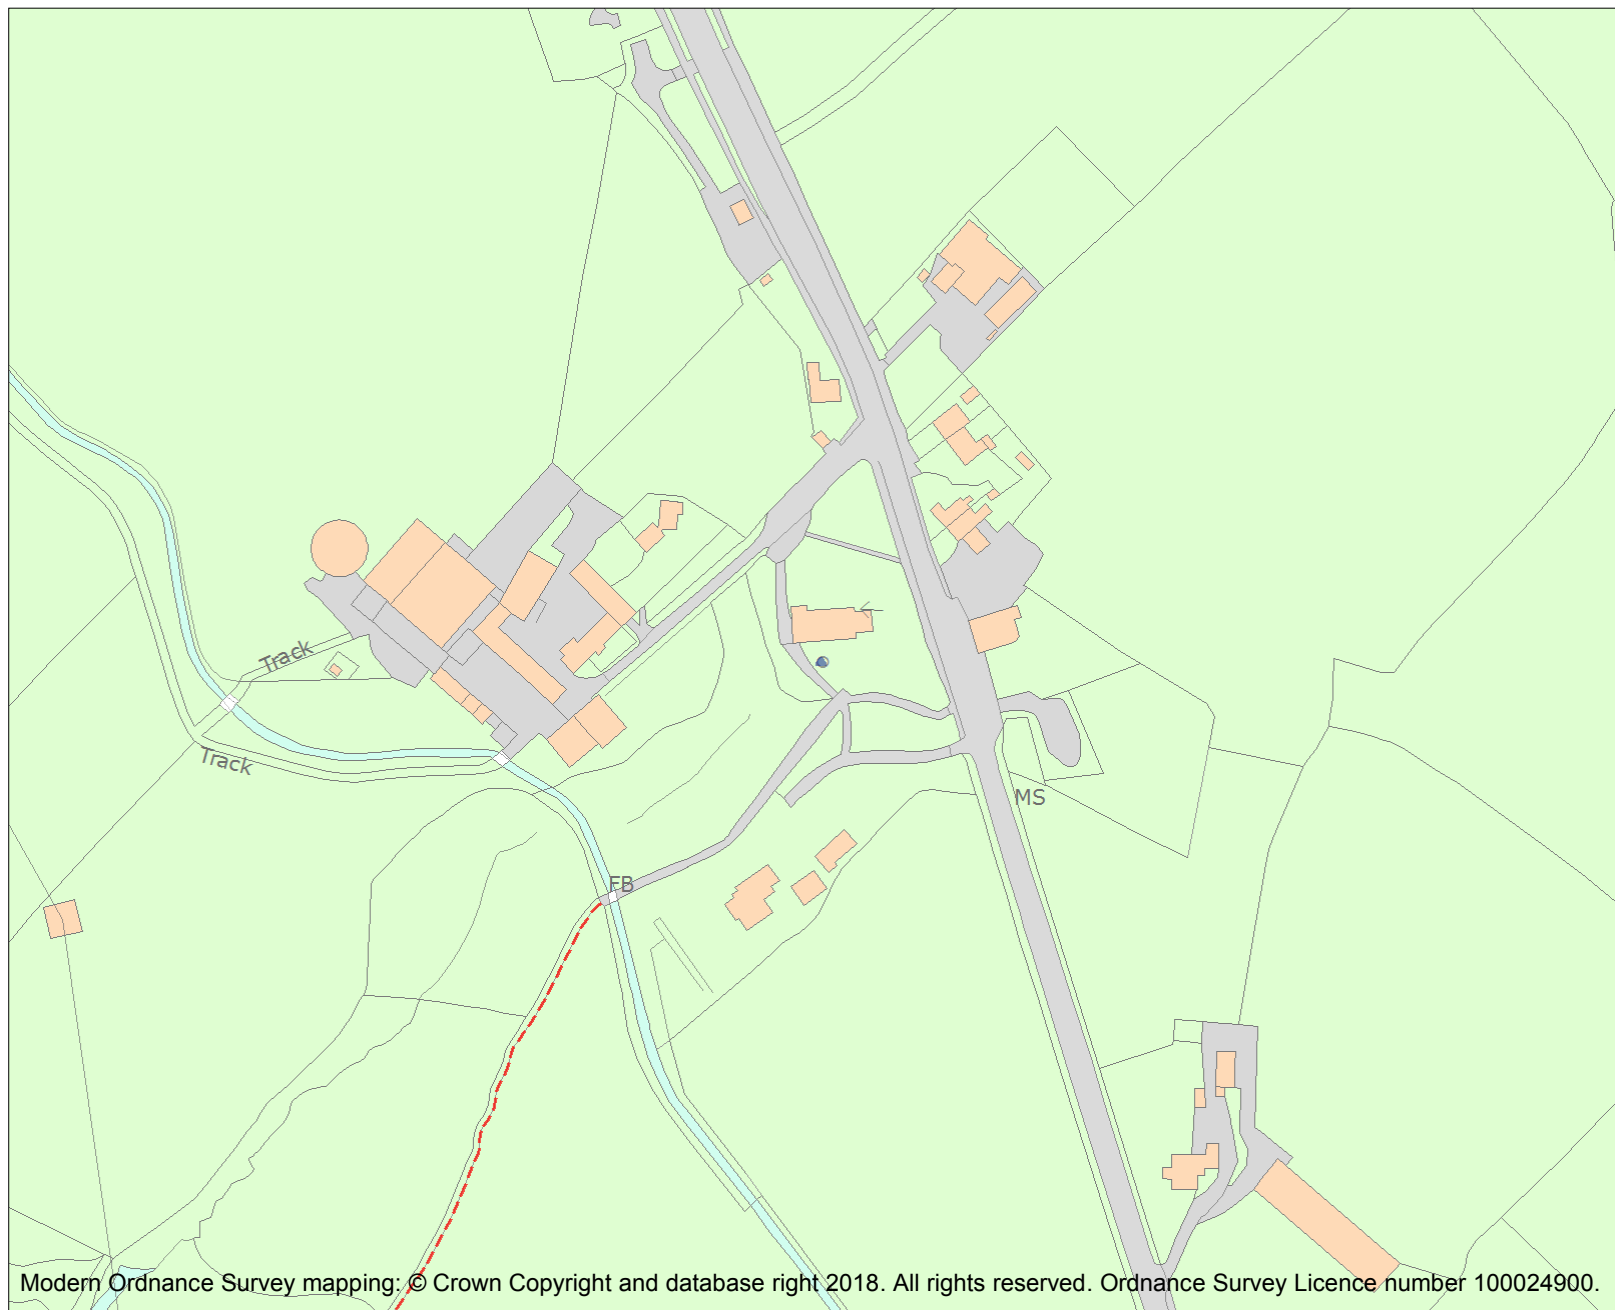 Track
Track
MS
FB
Modern Ordnance Survey mapping: © Crown Copyright and database right 2018. All rights reserved. Ordnance Survey Licence number 100024900.